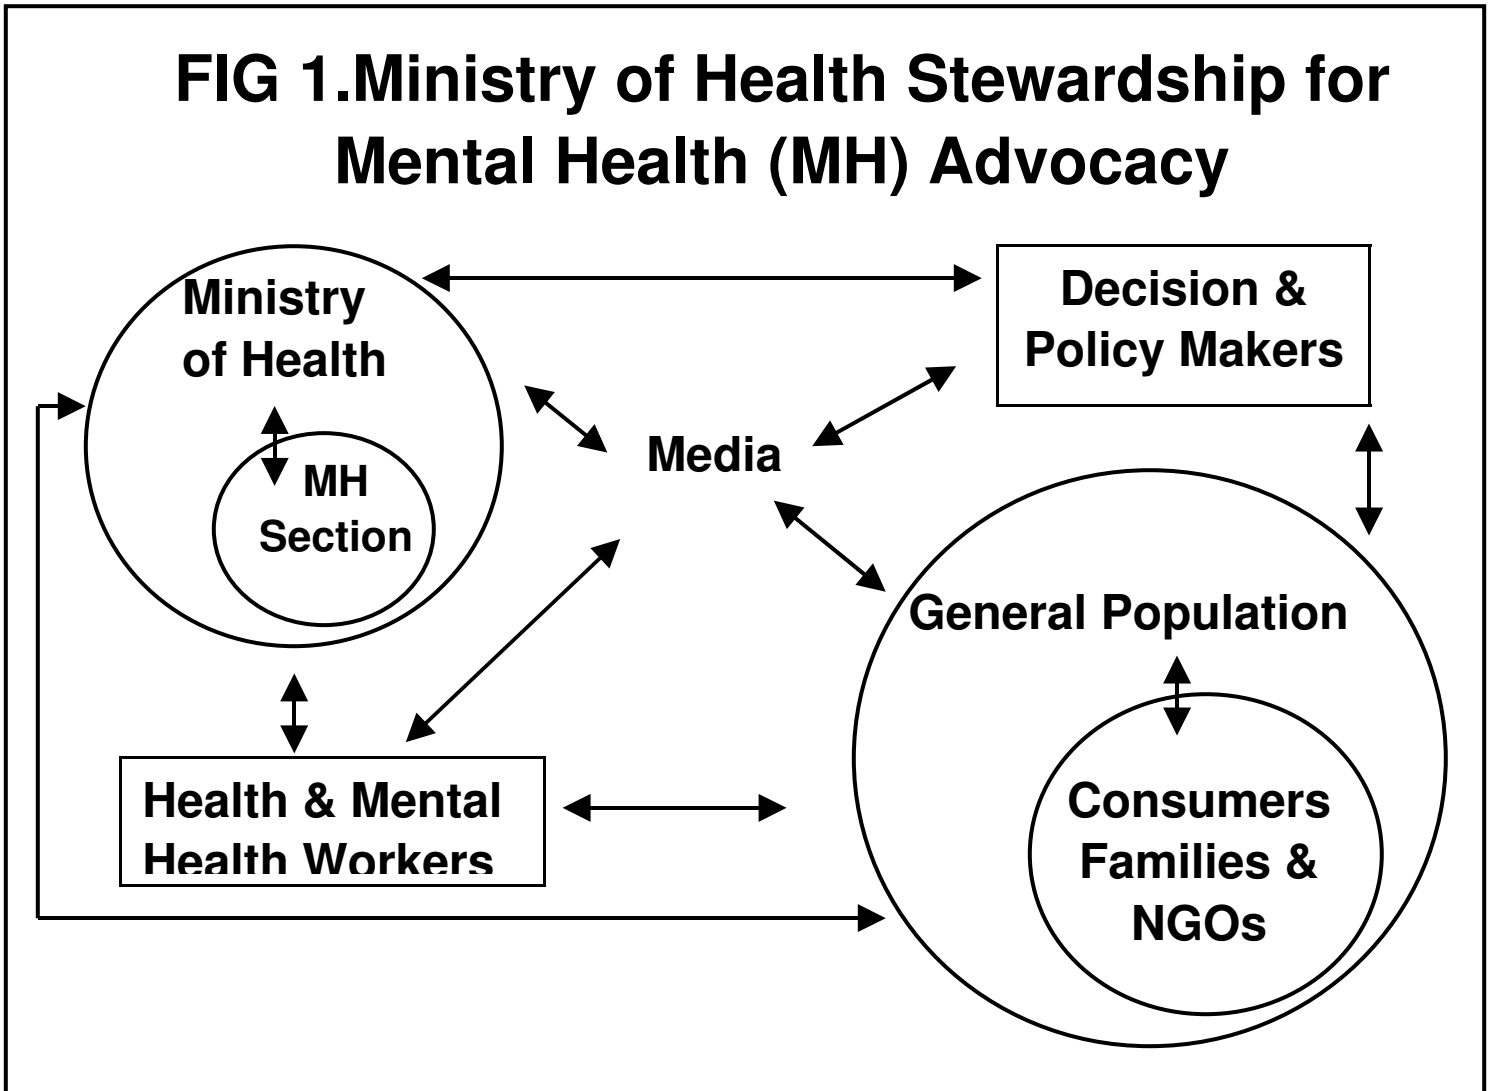 FIG 1.Ministry of Health Stewardship for
Mental Health (MH) Advocacy
Ministry
of Health
MH
Section
Media
Decision &
Policy Makers
General Population
Health & Mental
Health Workers
Consumers
Families &
NGOs